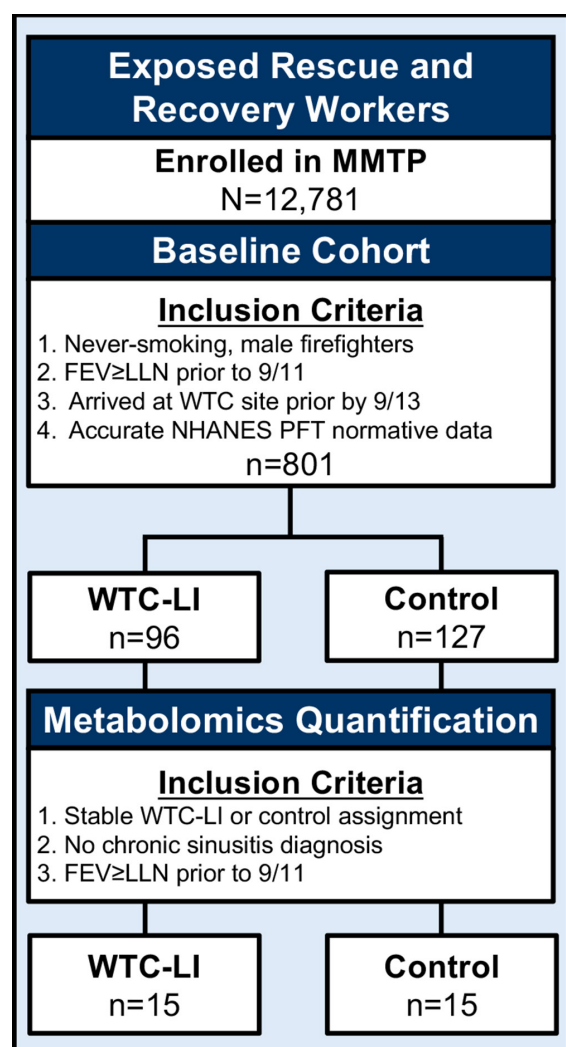 Exposed Rescue and
Recovery Workers
Enrolled in MMTP
N=12,781
Baseline Cohort
Inclusion Criteria
1. Never-smoking, male firefighters
2. FEV≥LLN prior to 9/11
3. Arrived at WTC site prior by 9/13
4. Accurate NHANES PFT normative data
n=801
WTC-LI
n=96
Control
n=127
Metabolomics Quantification
Inclusion Criteria
1. Stable WTC-LI or control assignment
2. No chronic sinusitis diagnosis
3. FEV≥LLN prior to 9/11
WTC-LI
n=15
Control
n=15